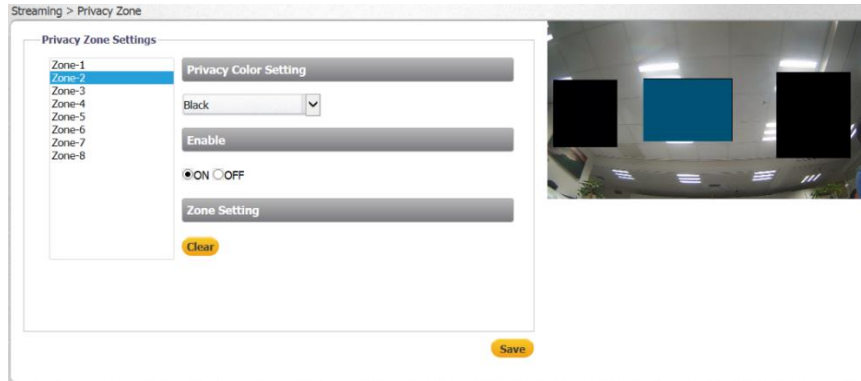 Streaming > Privacy Zone
Privacy Zone Settings
Zone-1
Zone-2
Zone-3
Zone-4
Zone-5
Zone-6
Zone-7
Zone-8
Privacy Color Setting
Black
Enable
ON OFF
Zone Setting
Clear
Save